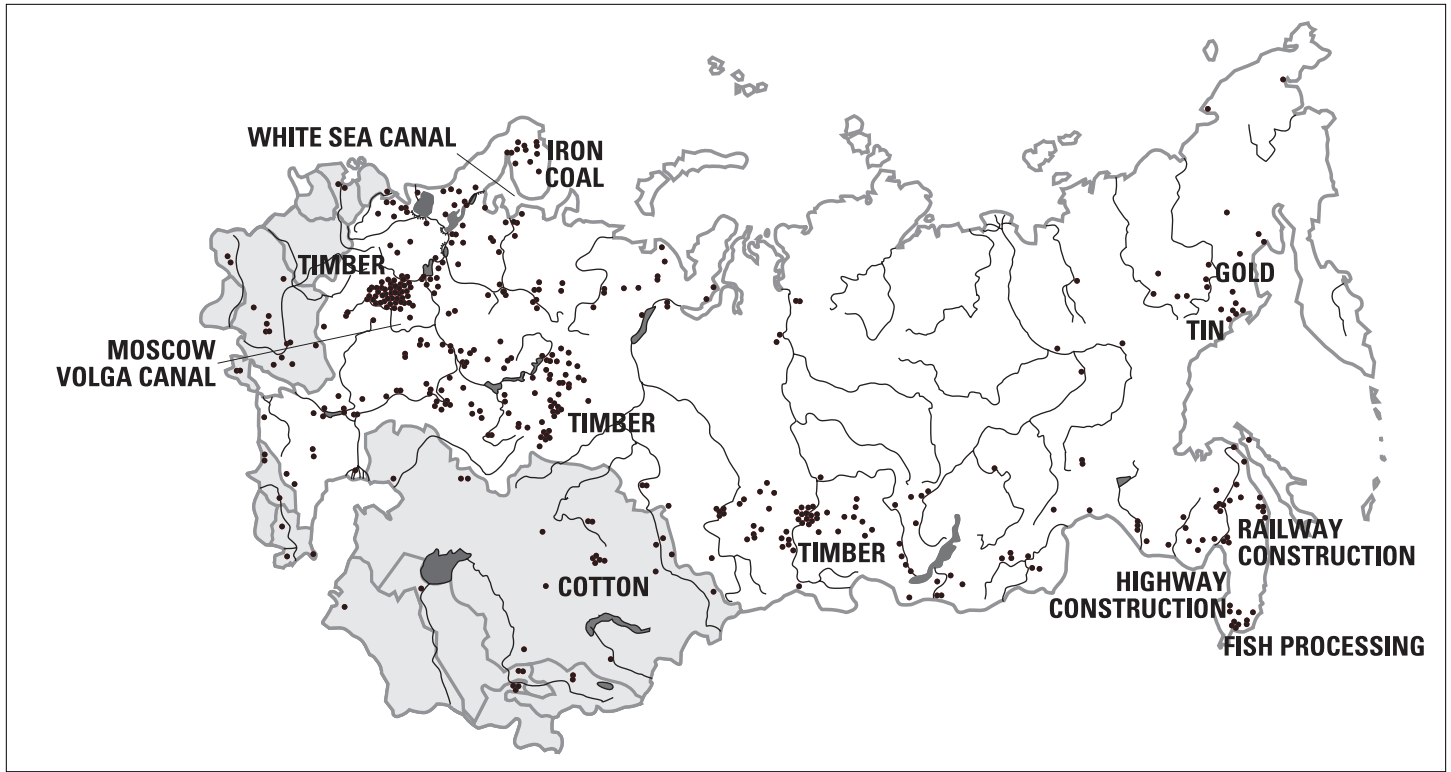 WHITE SEA CANAL
IRON
COAL
TIMBER
GOLD
TIN
MOSCOW
VOLGA CANAL
TIMBER
TIMBER
RAILWAY
CONSTRUCTION
COTTON
HIGHWAY
CONSTRUCTION
FISH PROCESSING